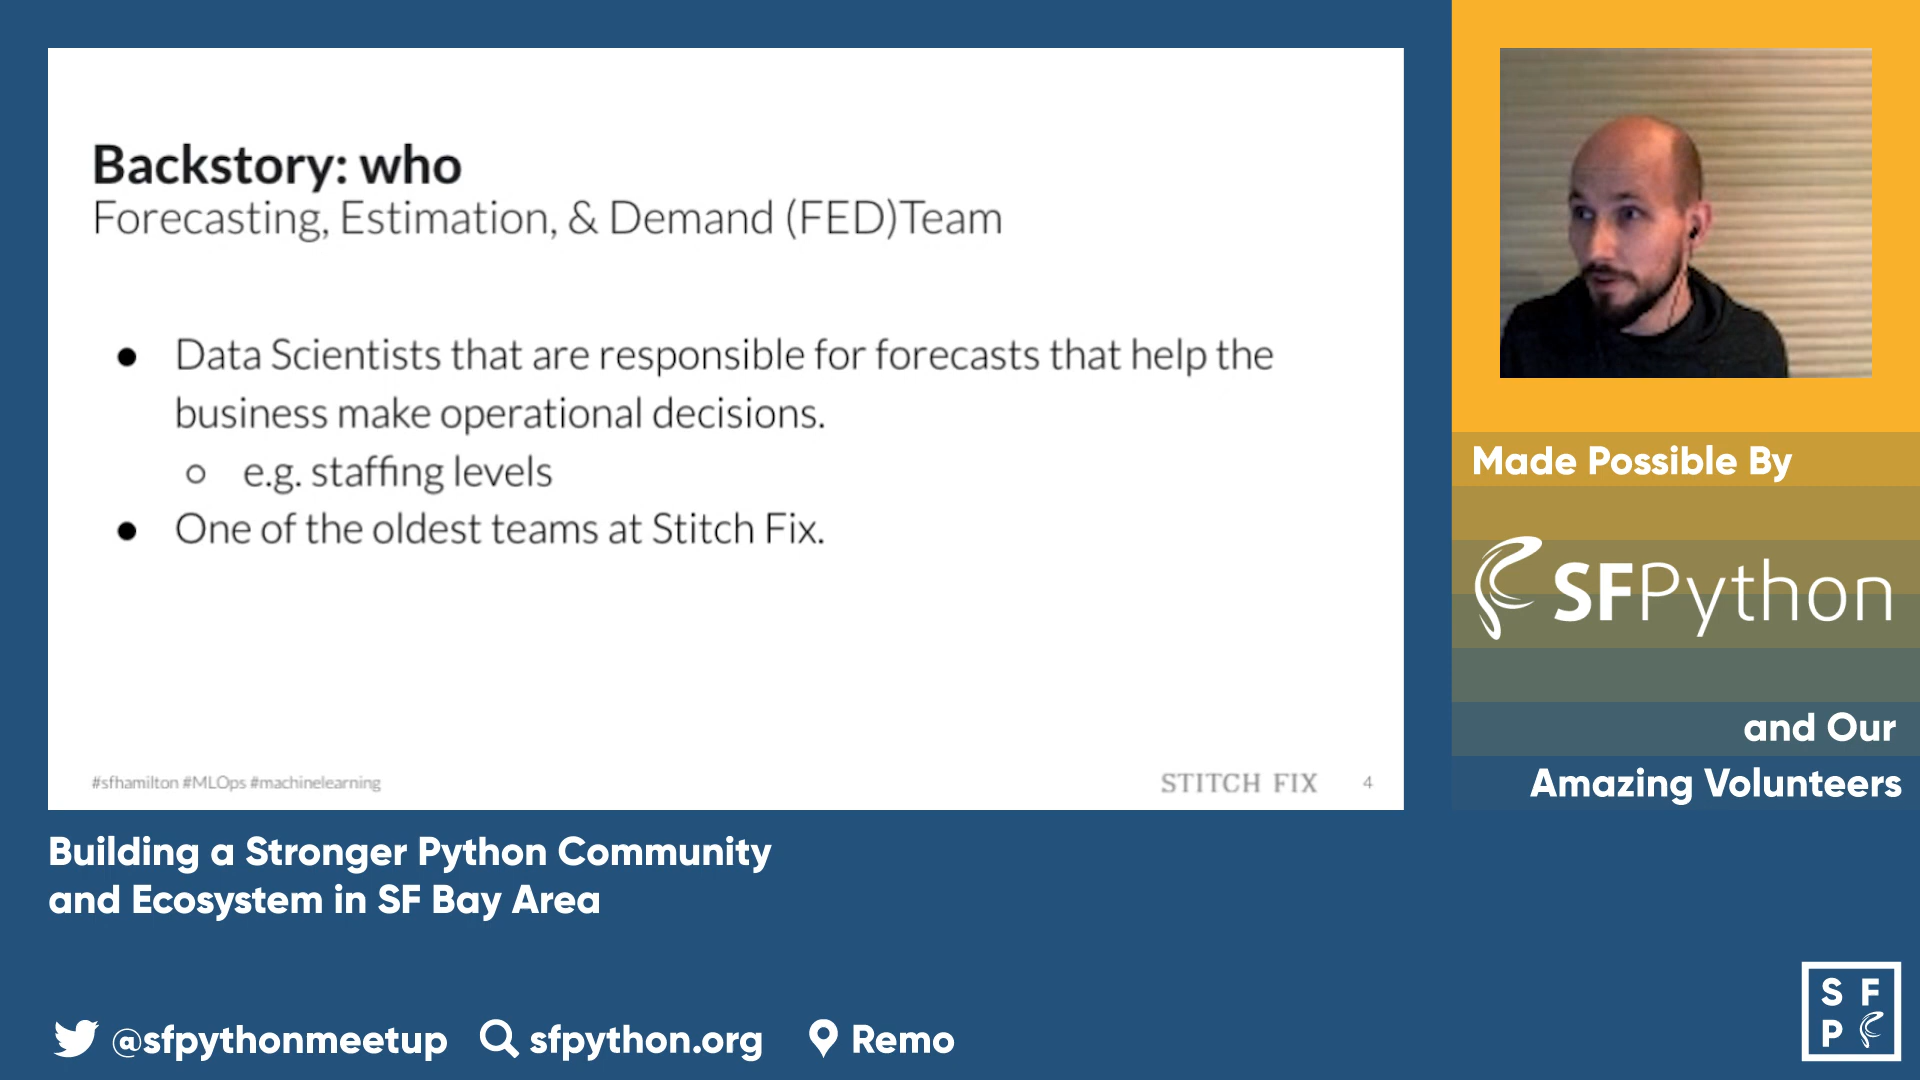 Backstory: who
Forecasting, Estimation, & Demand (FED)Team
● Data Scientists that are responsible for forecasts that help the
business make operational decisions.
○ e.g. staffing levels
● One of the oldest teams at Stitch Fix.
#sfhamilton #MLOps #machinelearning
STITCH FIX 4
Made Possible By
SFPython
and Our
Amazing Volunteers
Building a Stronger Python Community
and Ecosystem in SF Bay Area
@sfpythonmeetup sfpython.org Remo
S F
P